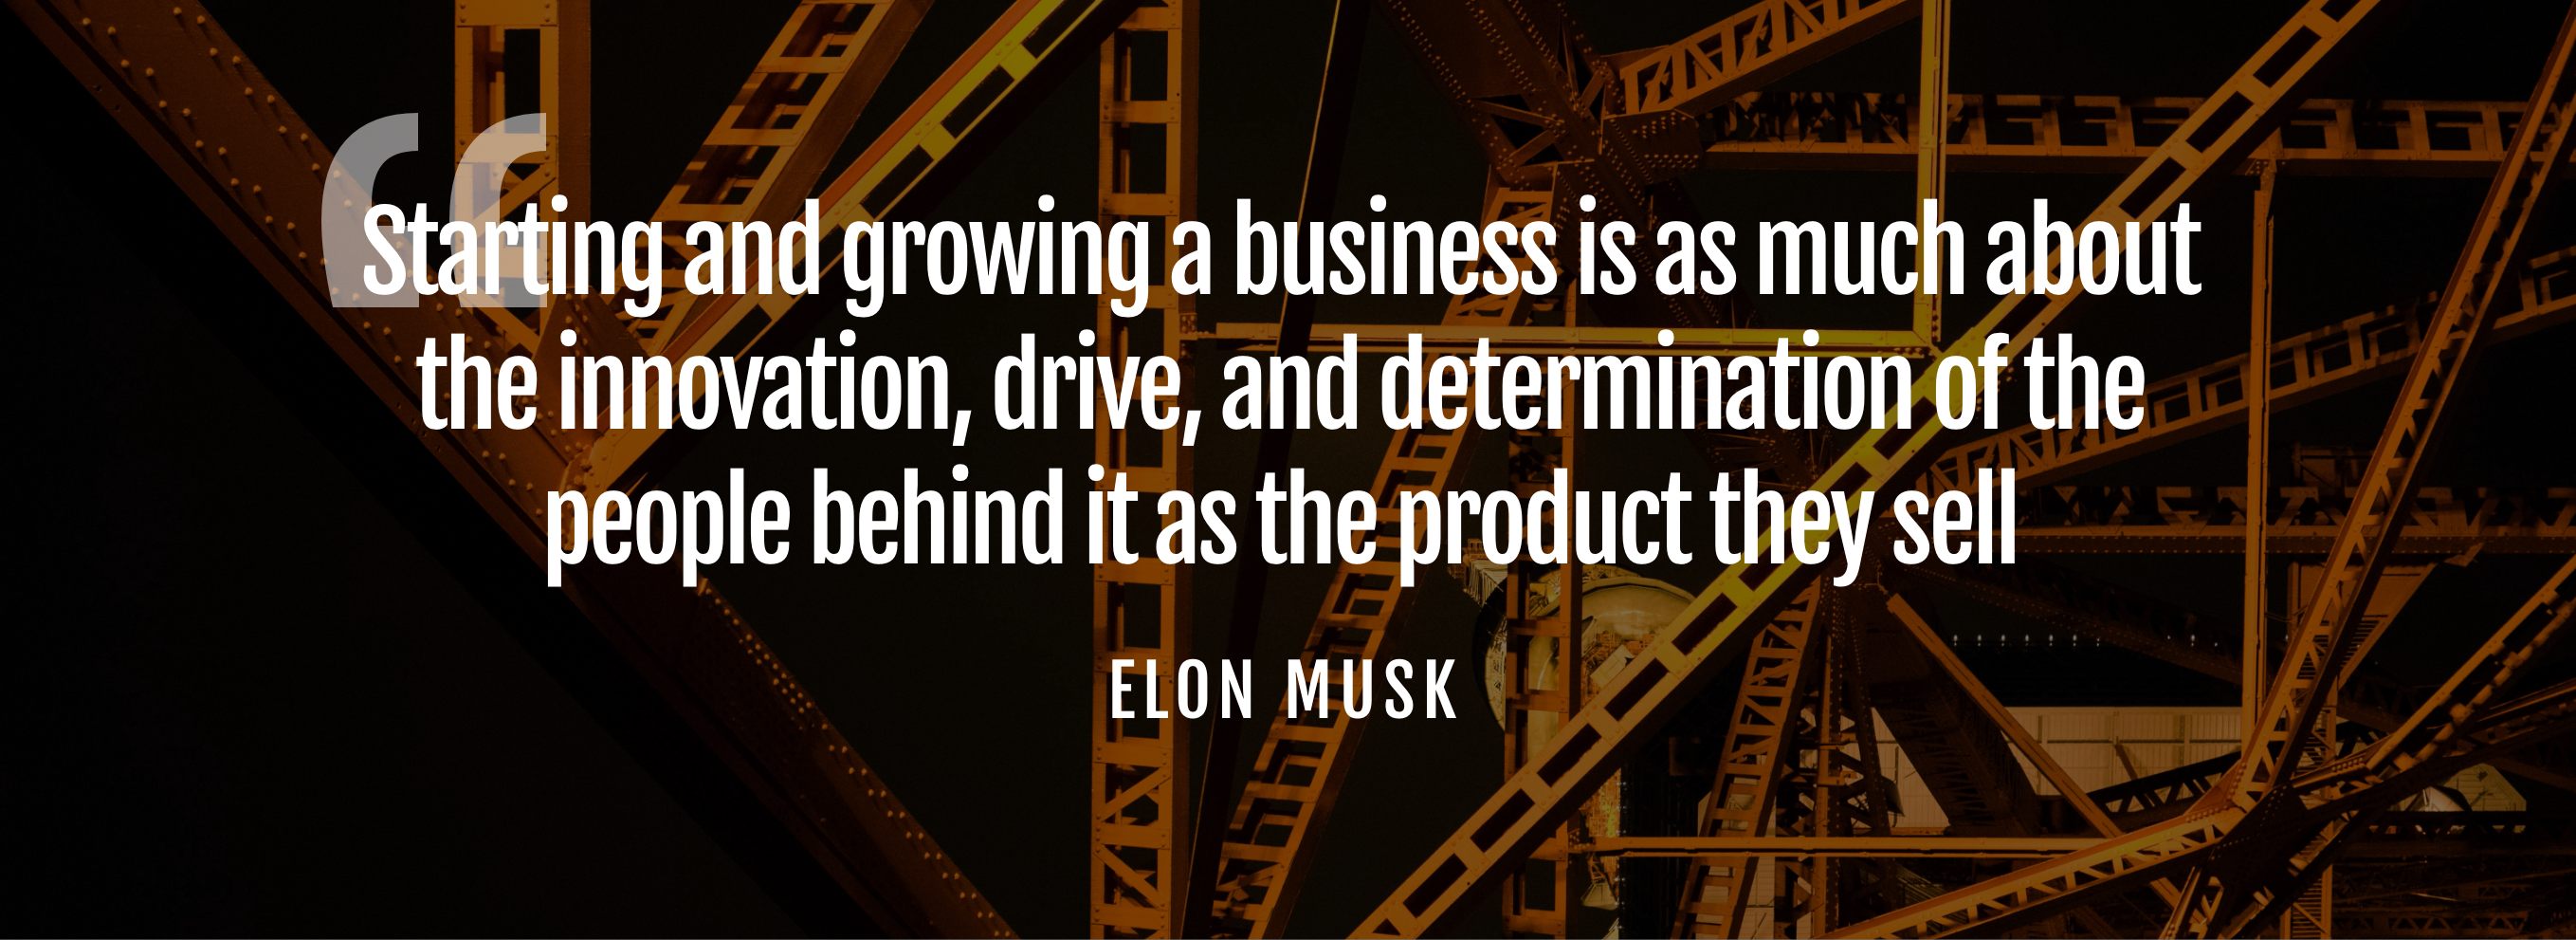 “
Starting and growing a business is as much about
the innovation, drive, and determination of the
people behind it as the product they sell
ELON MUSK